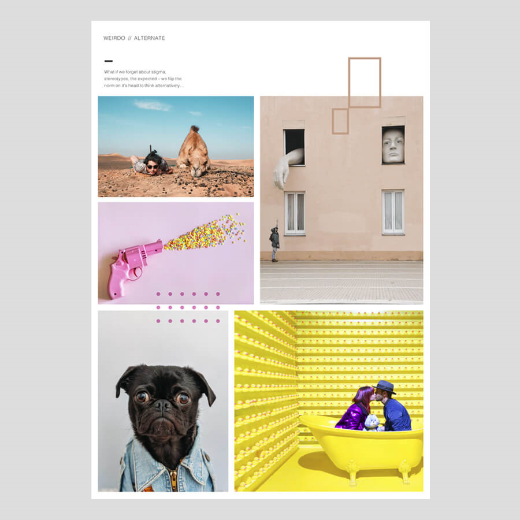 WEIRDO // ALTERNATE
What if we forget about stigma,
stereotypes, the expected - we flip the
norm on it's head to think alternatively...